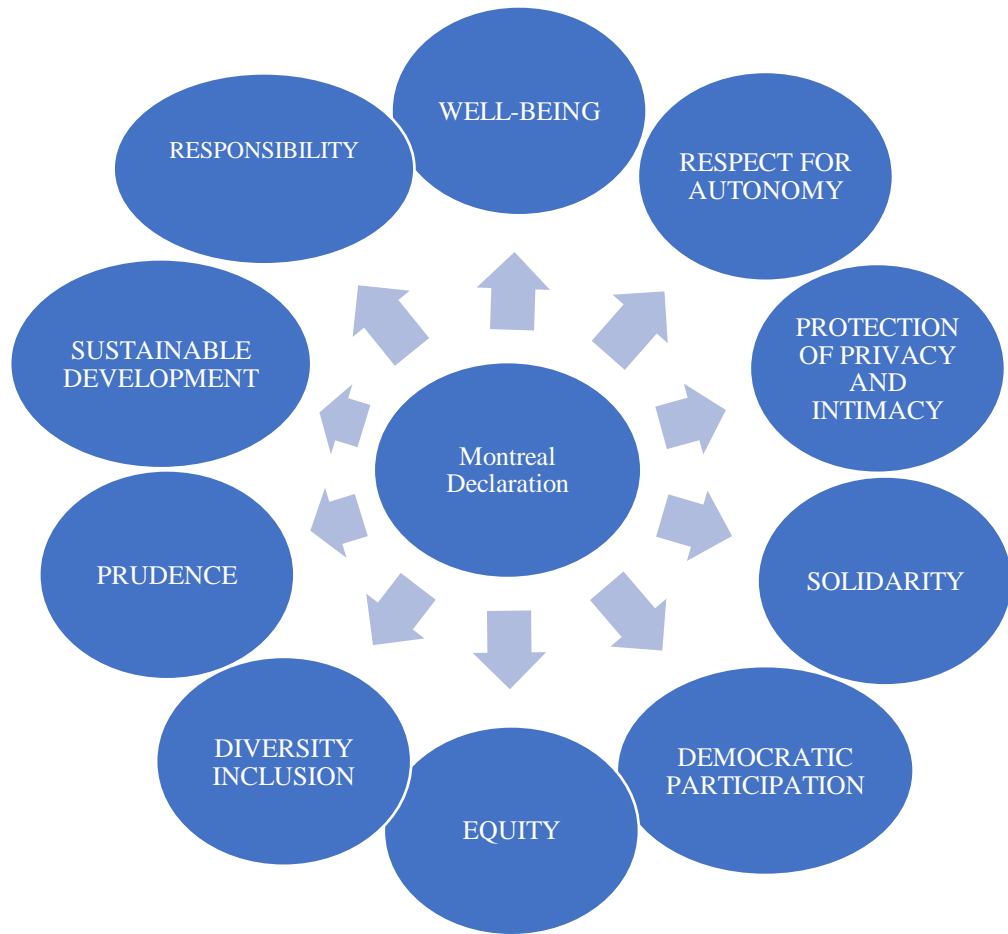 WELL-BEING
RESPECT FOR
AUTONOMY
PROTECTION
OF PRIVACY
AND
INTIMACY
SOLIDARITY
DEMOCRATIC
PARTICIPATION
EQUITY
DIVERSITY
INCLUSION
PRUDENCE
SUSTAINABLE
DEVELOPMENT
RESPONSIBILITY
Montreal
Declaration